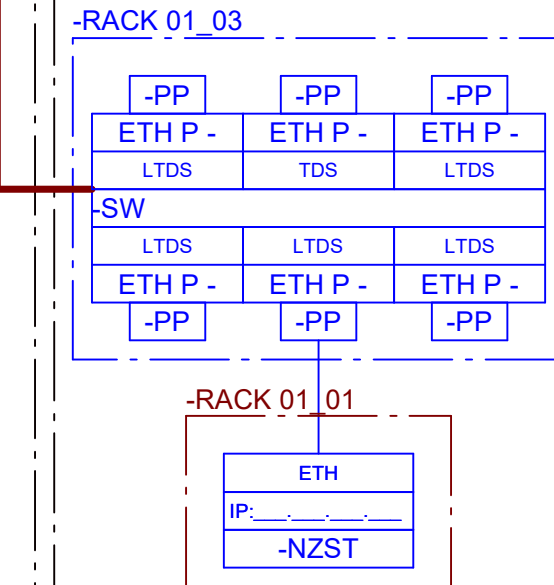 -RACK 01_03
-PP -PP -PP
ETH P - ETH P - ETH P -
LTDS TDS LTDS
-SW
LTDS LTDS LTDS
ETH P - ETH P - ETH P -
-PP -PP -PP
-RACK 01_01
ETH
IP:___.___.___.___
-NZST